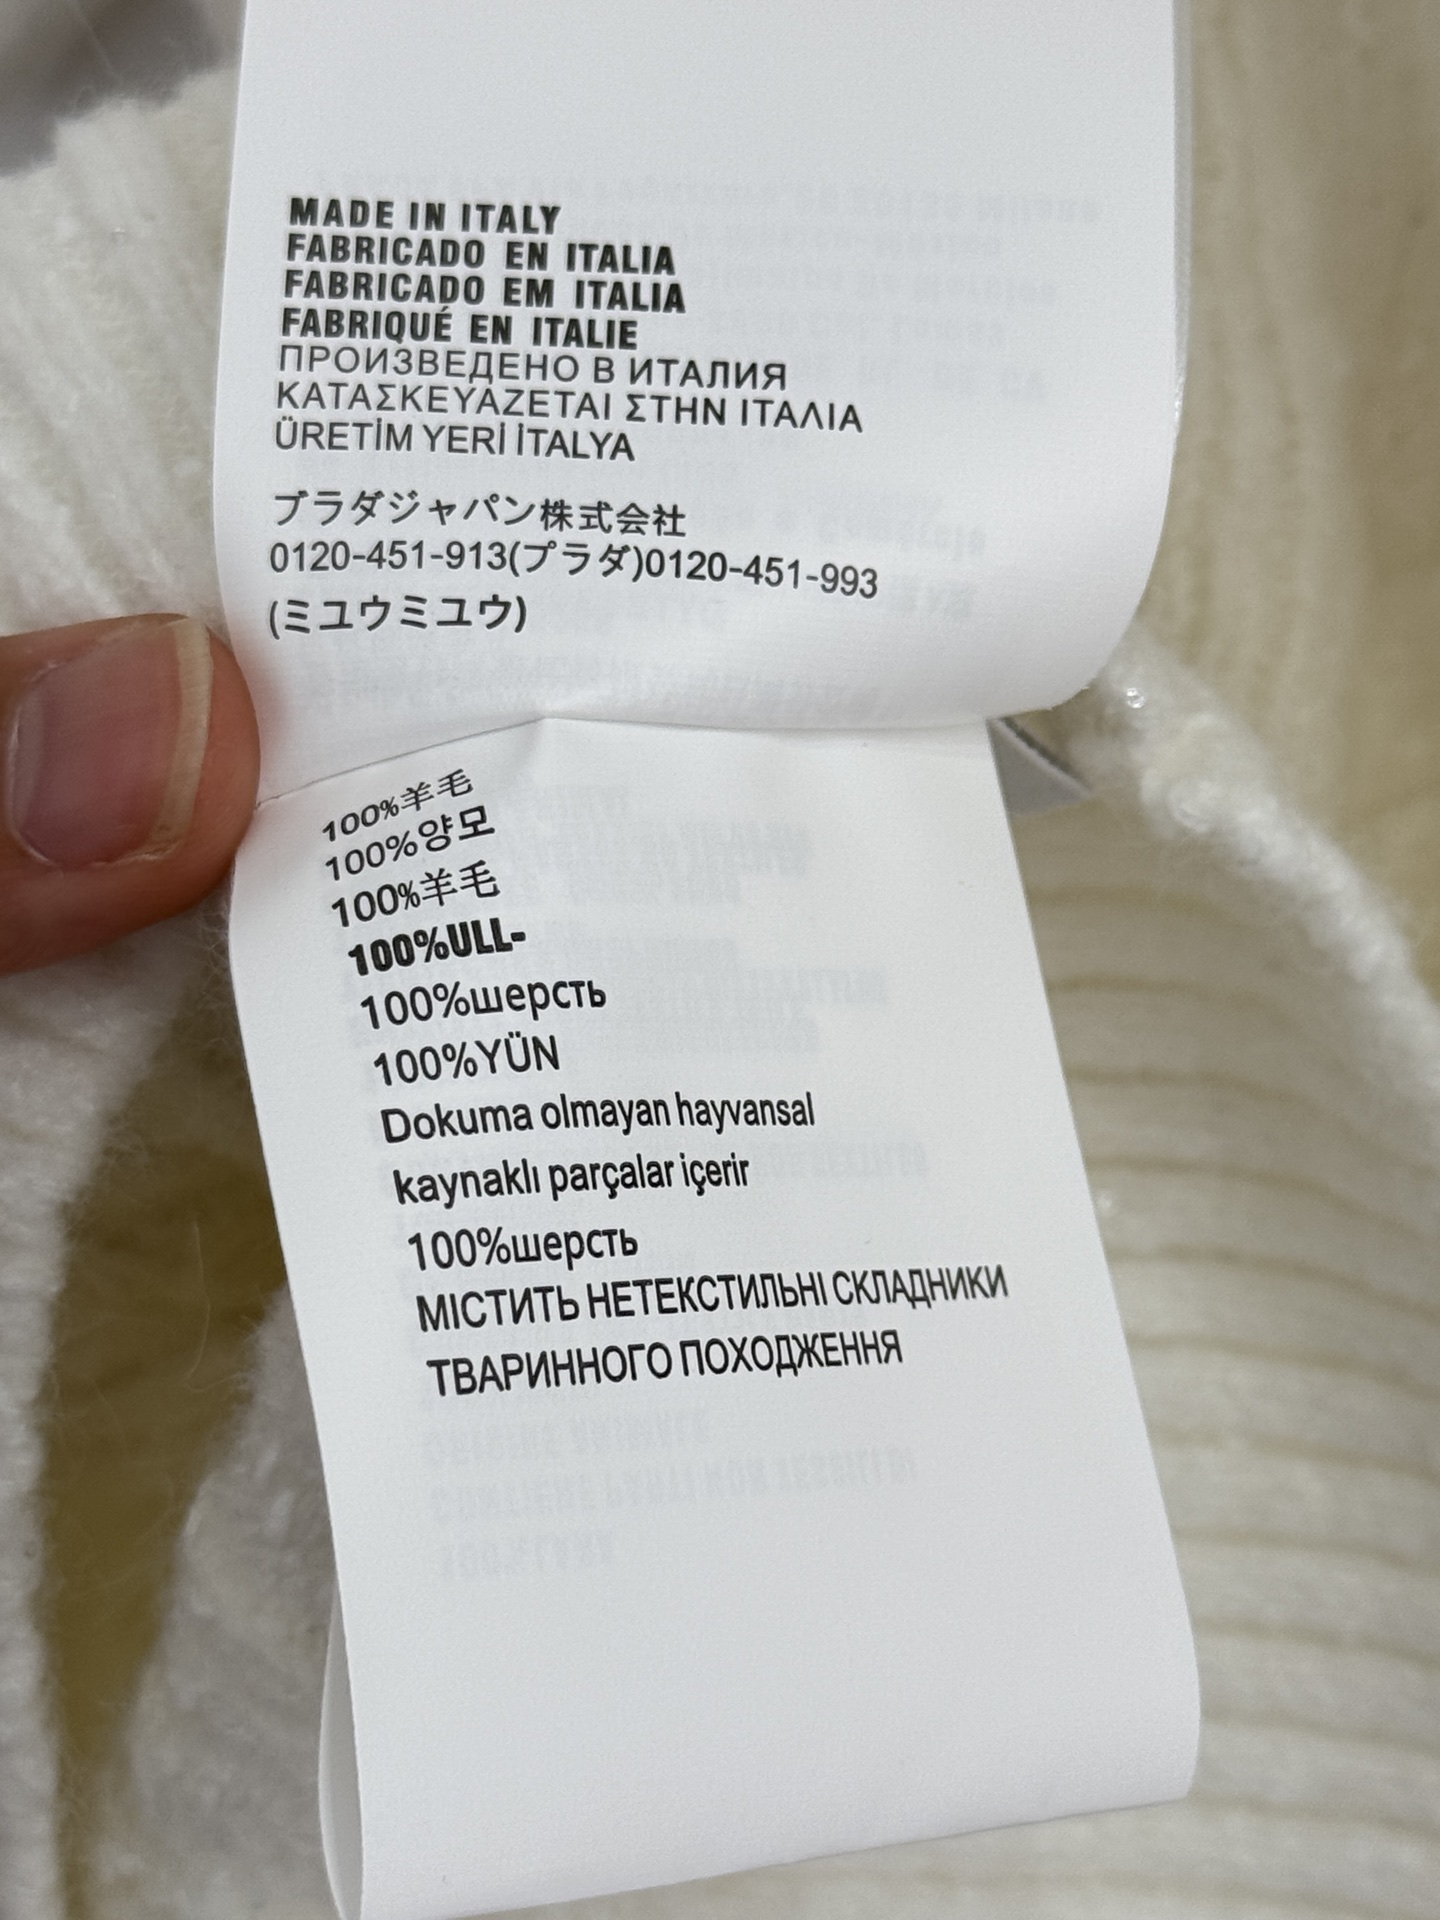 MADE IN ITALY
FABRICADO EN ITALIA
FABRICADO EM ITALIA
FABRIQUÉ EN ITALIE
ПРОИЗВЕДЕНО В ИТАЛИЯ
ΚΑΤΑΣΚΕΥΑΖΕΤΑΙ ΣΤΗΝ ΙΤΑΛΙΑ
ÜRETİM YERİ İTALYA
プラダジャパン株式会社
0120-451-913(プラダ)0120-451-993
(ミユウミユウ)
100%羊毛
100%양모
100%羊毛
100%ULL-
100%шерсть
100%YÜN
Dokuma olmayan hayvansal
kaynaklı parçalar içerir
100%шерсть
МІСТИТЬ НЕТЕКСТИЛЬНІ СКЛАДНИКИ
ТВАРИННОГО ПОХОДЖЕННЯ